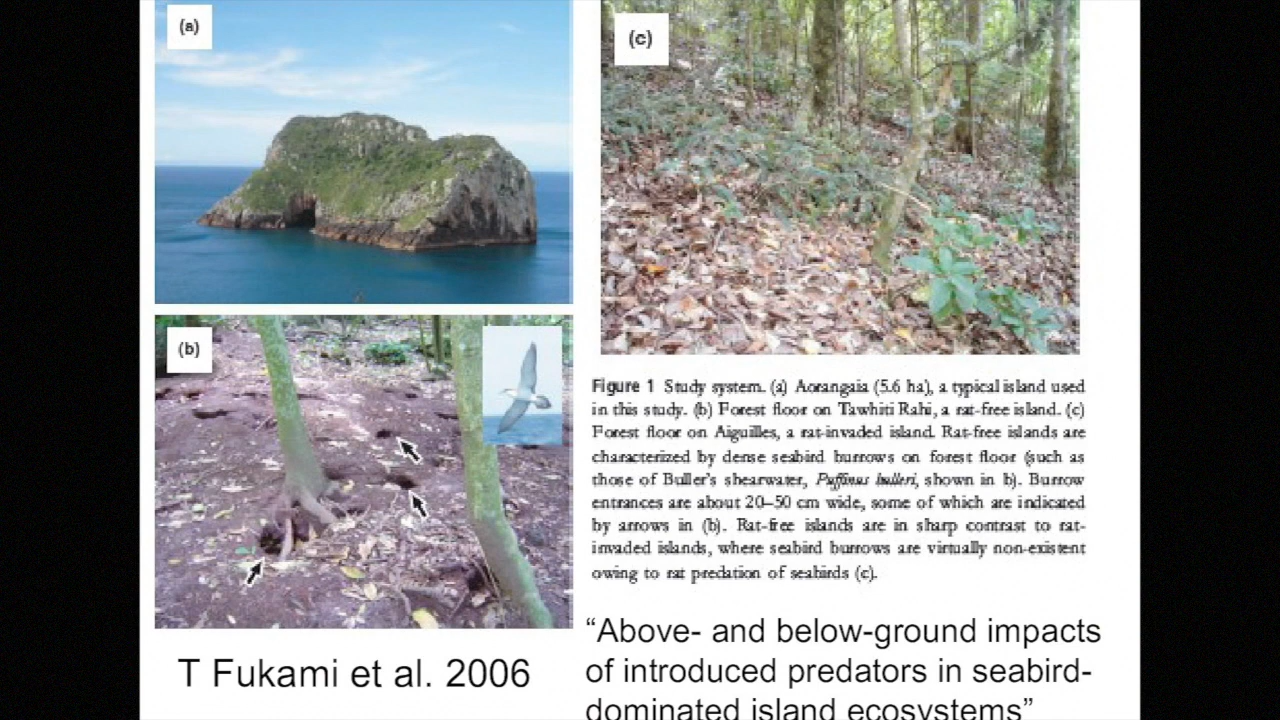 (a)
(c)
(b)
Figure 1 Study system. (a) Aorangaia (5.6 ha), a typical island used
in this study. (b) Forest floor on Tawhiti Rahi, a rat-free island. (c)
Forest floor on Aiguilles, a rat-invaded island. Rat-free islands are
characterized by dense seabird burrows on forest floor (such as
those of Buller's shearwater, Puffinus bulleri, shown in b). Burrow
entrances are about 20–50 cm wide, some of which are indicated
by arrows in (b). Rat-free islands are in sharp contrast to rat-
invaded islands, where seabird burrows are virtually non-existent
owing to rat predation of seabirds (c).
T Fukami et al. 2006
“Above- and below-ground impacts
of introduced predators in seabird-
dominated island ecosystems”